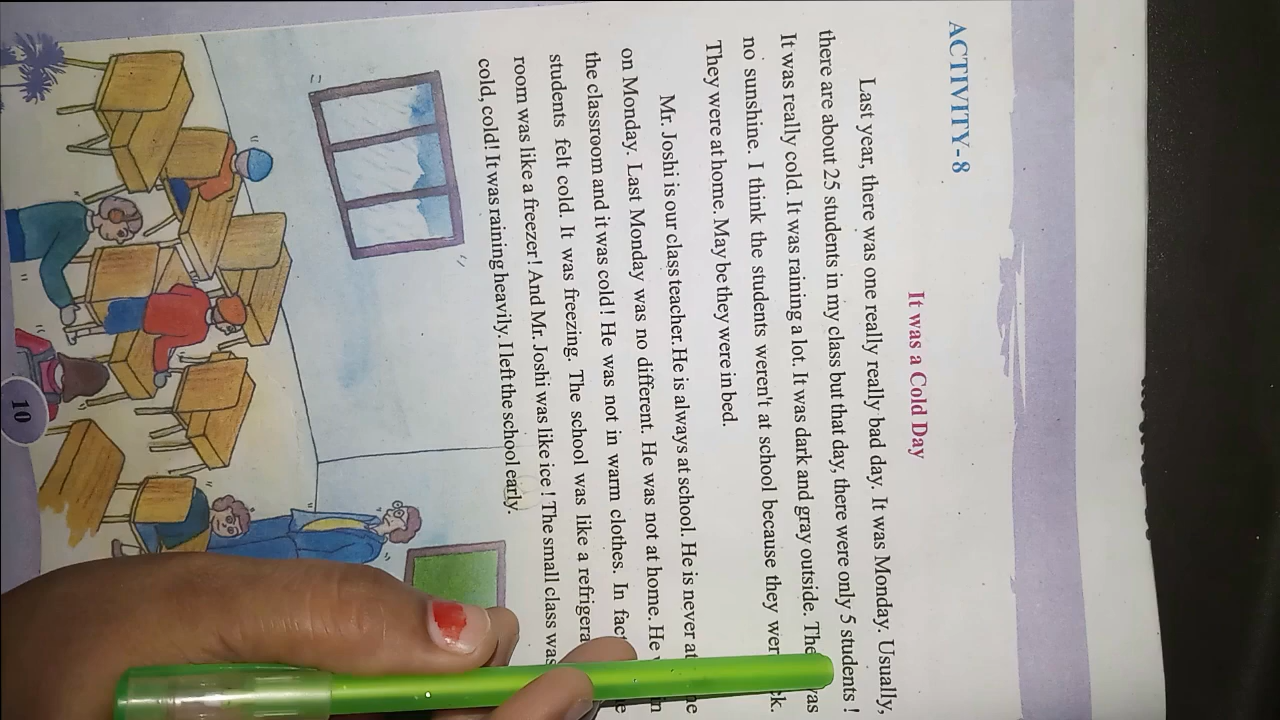 ACTIVITY-8
It was a Cold Day
Last year, there was one really really bad day. It was Monday. Usually,
there are about 25 students in my class but that day, there were only 5 students !
It was really cold. It was raining a lot. It was dark and gray outside. The
no sunshine. I think the students weren't at school because they
They were at home. May be they were in bed.
Mr. Joshi is our class teacher. He is always at school. He is never
on Monday. Last Monday was no different. He was not at home. He
the classroom and it was cold! He was not in warm clothes. In
students felt cold. It was freezing. The school was like a
room was like a freezer! And Mr. Joshi was like ice ! The small class was
cold, cold! It was raining heavily. I left the school early.
10